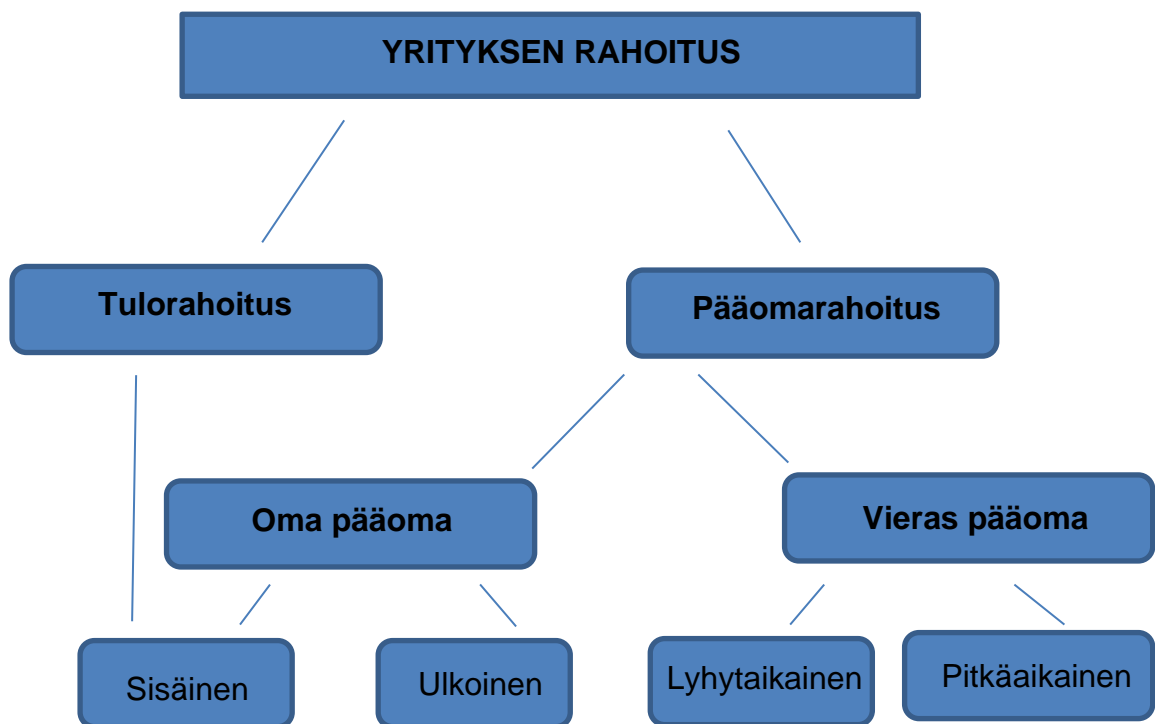 YRITYKSEN RAHOITUS
Tulorahoitus
Pääomarahoitus
Oma pääoma
Vieras pääoma
Sisäinen
Ulkoinen
Lyhytaikainen
Pitkäaikainen